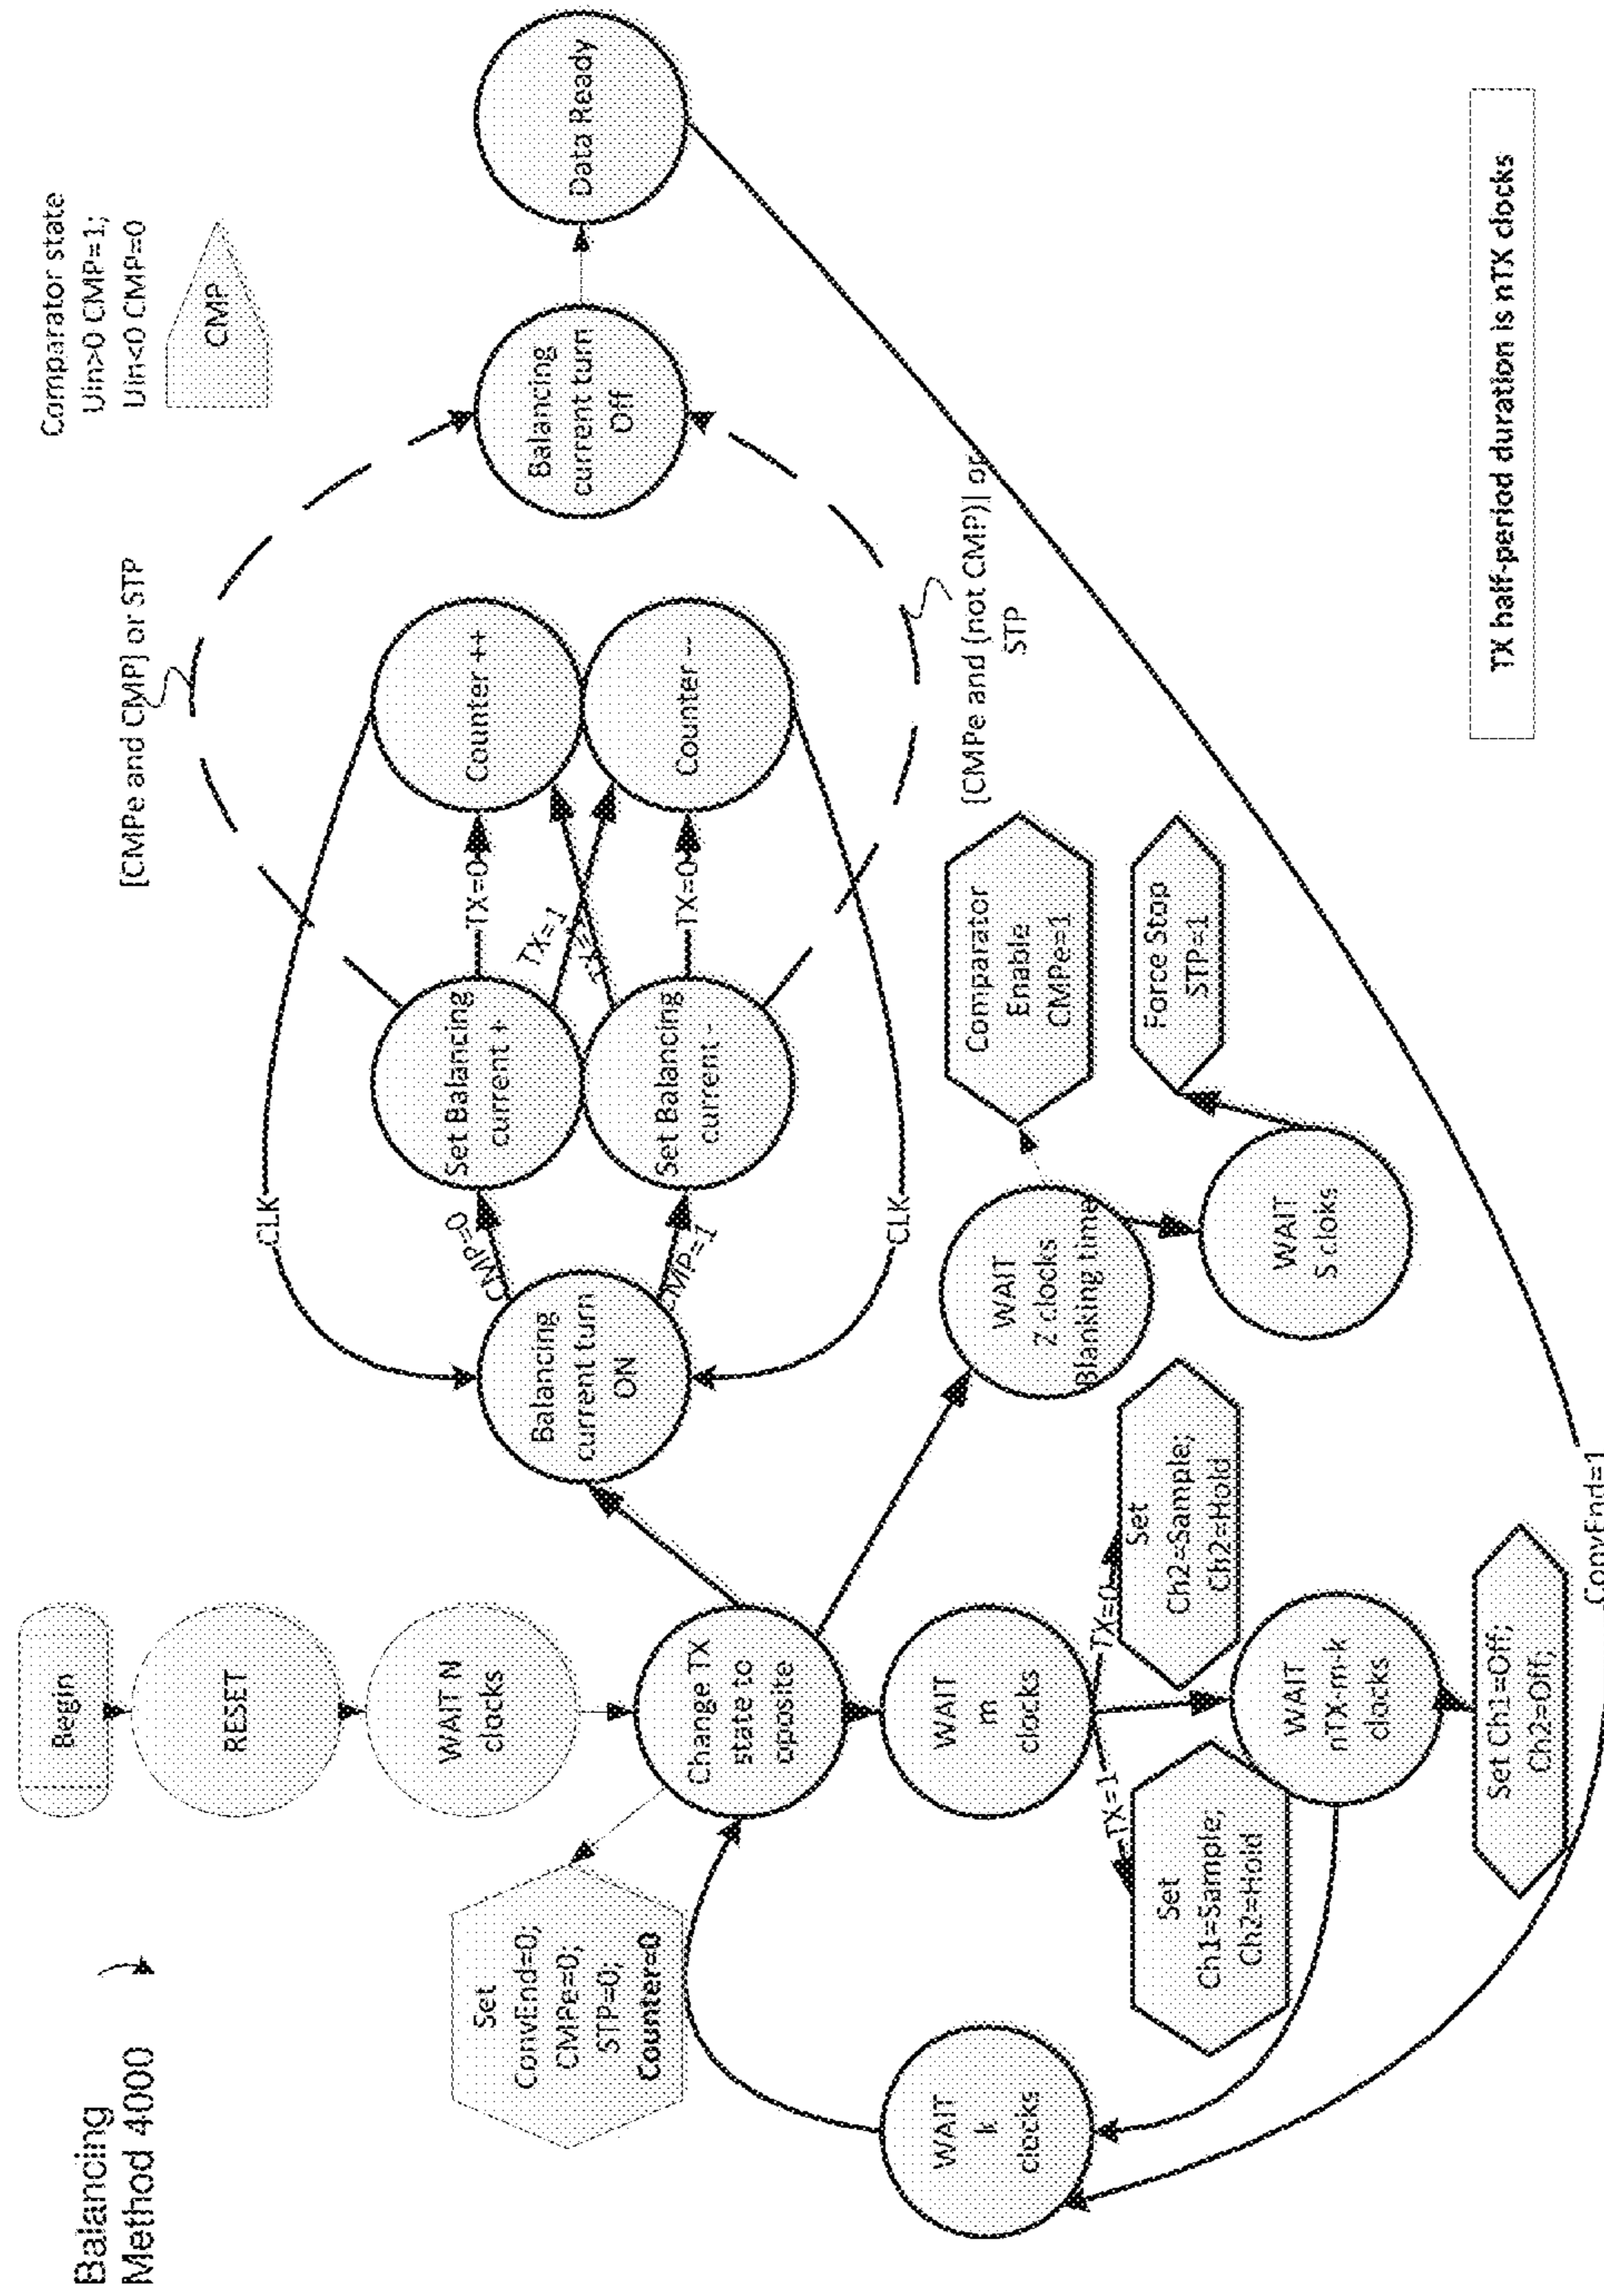 Balancing
Method 4000
Begin
RESET
WAIT N
clocks
Change TX
state to
opposite
Set
ConvEnd=0;
CMPe=0;
STP=0;
Counter=0
WAIT
k
clocks
WAIT
m
clocks
TX=1
TX=0
Set
Ch1=Sample;
Ch2=Hold
Set
Ch2=Sample;
Ch2=Hold
WAIT
nTX-m-k
clocks
Set Ch1=Off;
Ch2=Off;
ConvEnd=1
Balancing
current turn
ON
CMP=0
CMP=1
CLK
CLK
Set Balancing
current +
Set Balancing
current -
TX=0
TX=1
TX=
TX=0
Counter ++
Counter --
[CMPe and CMP] or STP
[CMPe and (not CMP)] or
STP
Balancing
current turn
Off
Data Ready
Comparator state
Uin>0 CMP=1;
Uin<0 CMP=0
CMP
WAIT
Z clocks
Blanking time
WAIT
S cloks
Comparator
Enable
CMPe=1
Force Stop
STP=1
TX half-period duration is nTX clocks